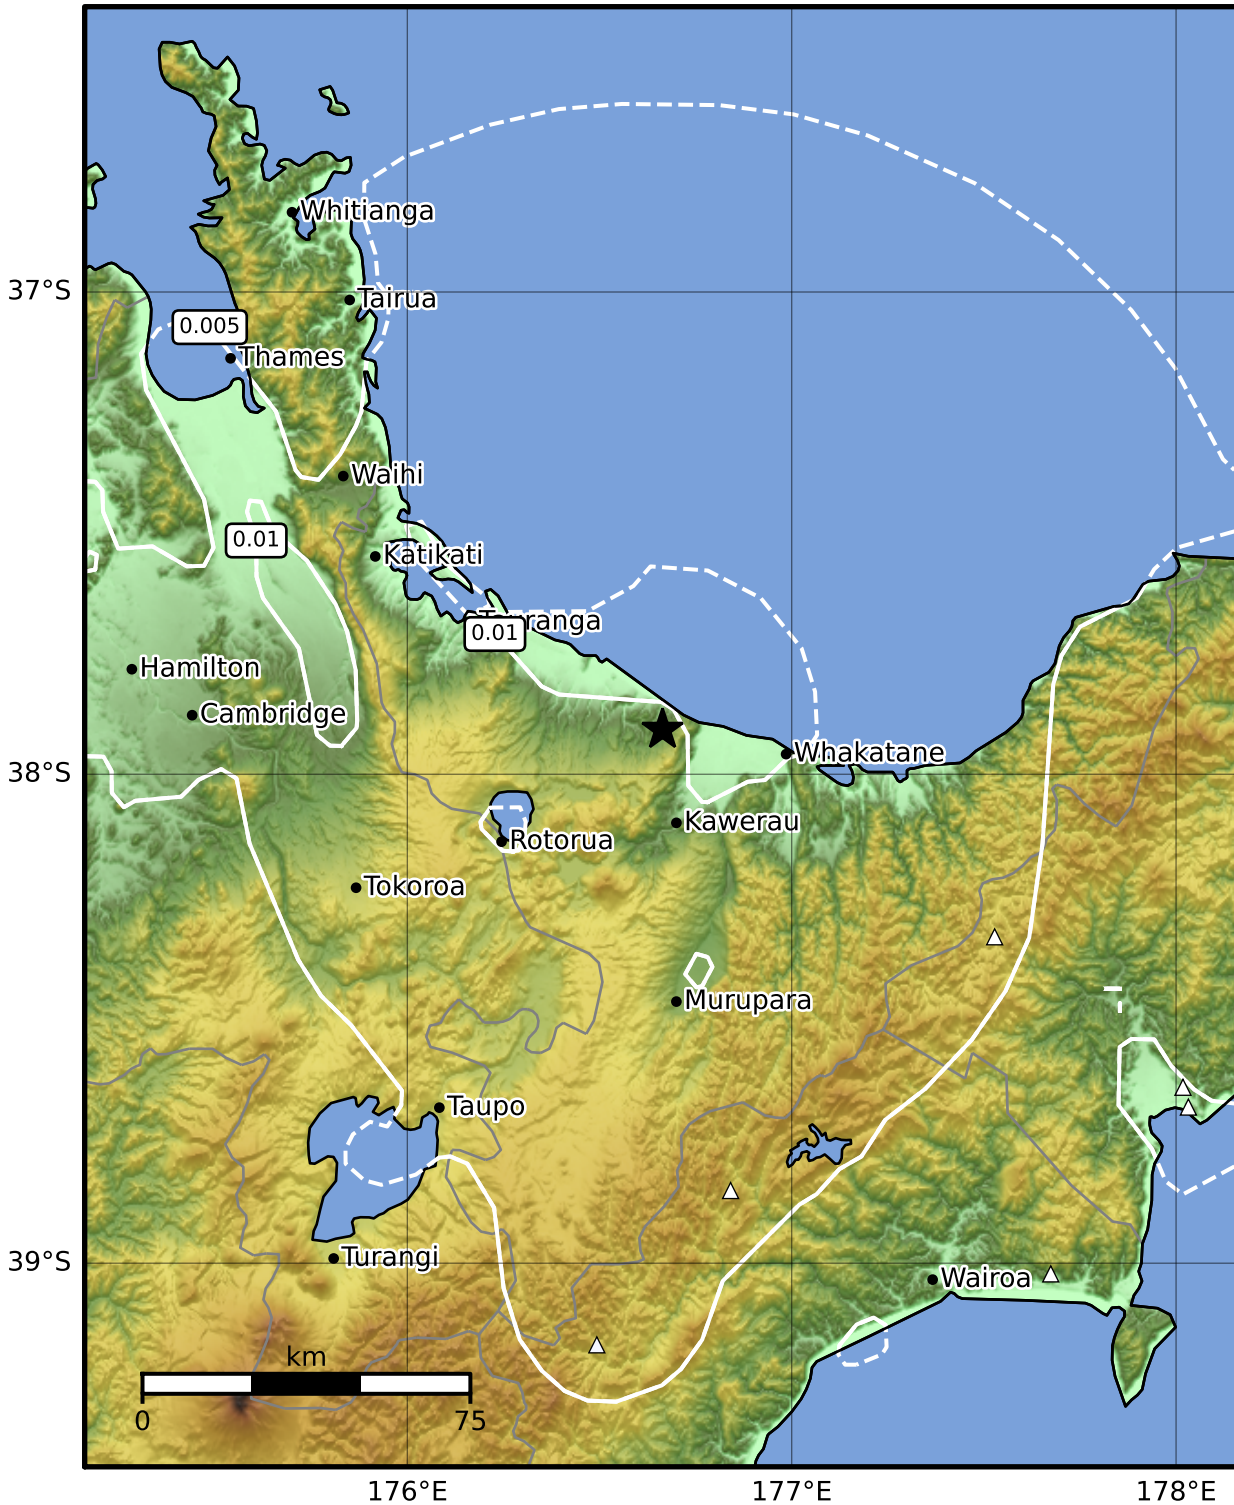 Whitianga
37°S
Tairua
0.005
Thames
Waihi
0.01
Katikati
Tauranga
0.01
Hamilton
Cambridge
Whakatane
38°S
Kawerau
Rotorua
Tokoroa
Murupara
Taupo
Turangi
39°S
Wairoa
km
0
75
176°E
177°E
178°E